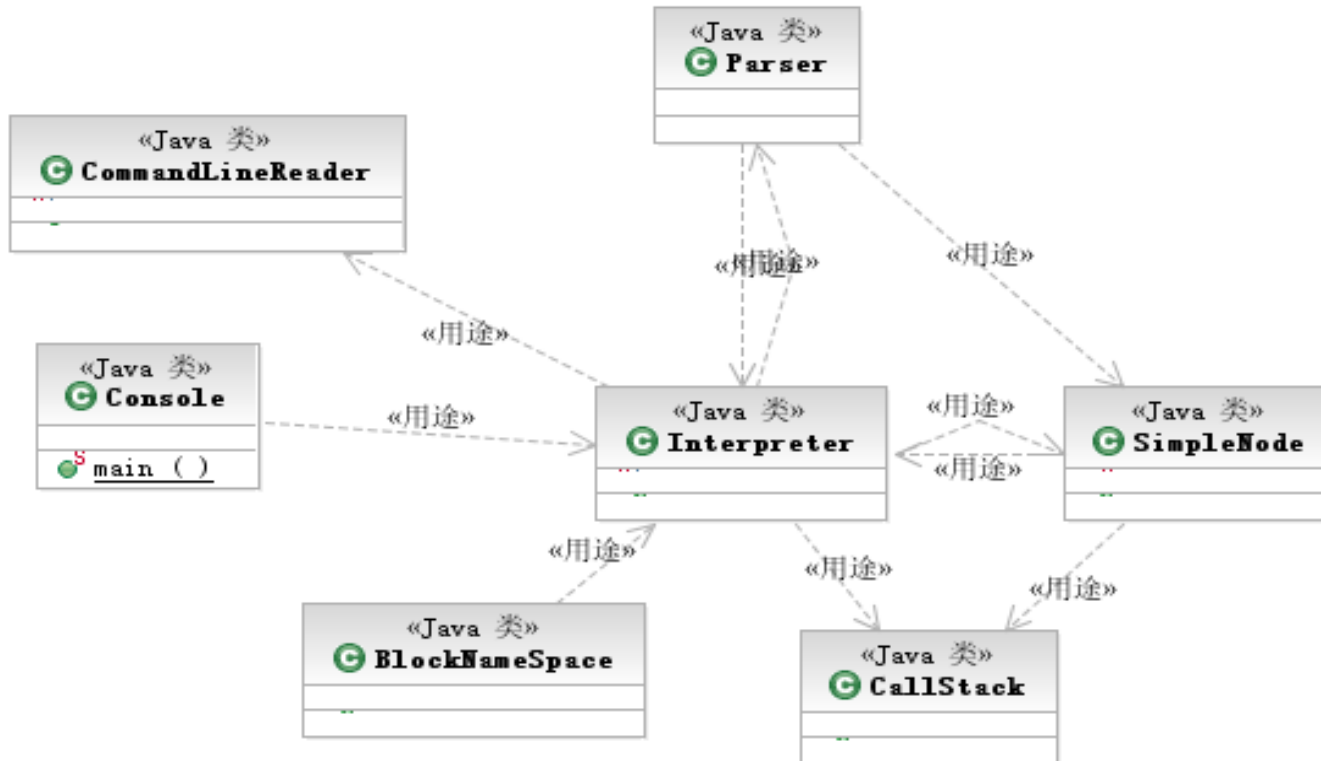 «Java 类»
Parser
«Java 类»
CommandLineReader
«用途»
«用途»
«用途»
«用途»
«Java 类»
Console
main ( )
«用途»
«Java 类»
Interpreter
«用途»
«用途»
«Java 类»
SimpleNode
«用途»
«用途»
«用途»
«Java 类»
BlockNameSpace
«Java 类»
CallStack